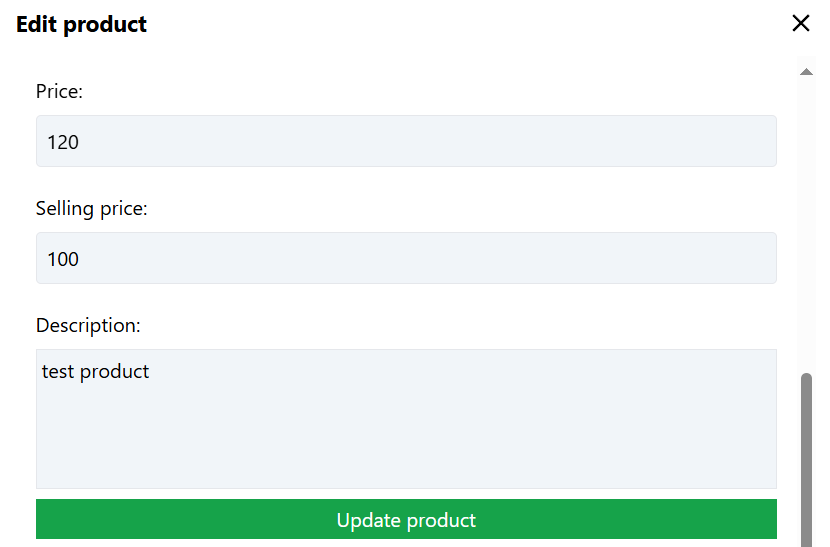 Edit product
Price:
120
Selling price:
100
Description:
test product
Update product